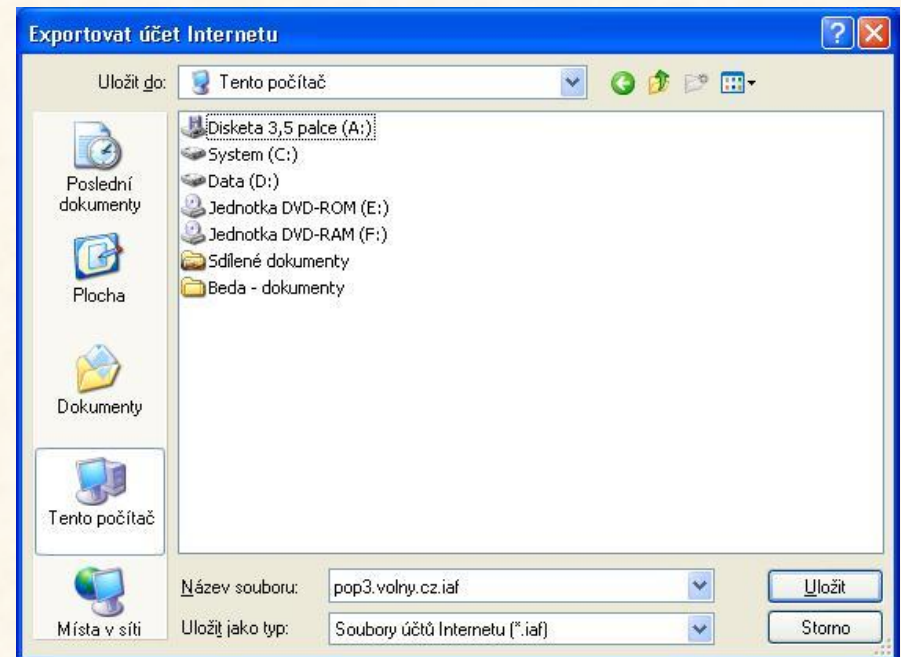 Exportovat účet Internetu
Uložit do:
Tento počítač
Poslední
dokumenty
Plocha
Dokumenty
Tento počítač
Místa v síti
Disketa 3,5 palce (A:)
System (C:)
Data (D:)
Jednotka DVD-ROM (E:)
Jednotka DVD-RAM (F:)
Sdílené dokumenty
Beda - dokumenty
Název souboru:
pop3.volny.cz.iaf
Uložit
Uložit jako typ:
Soubory účtů Internetu (*.iaf)
Storno